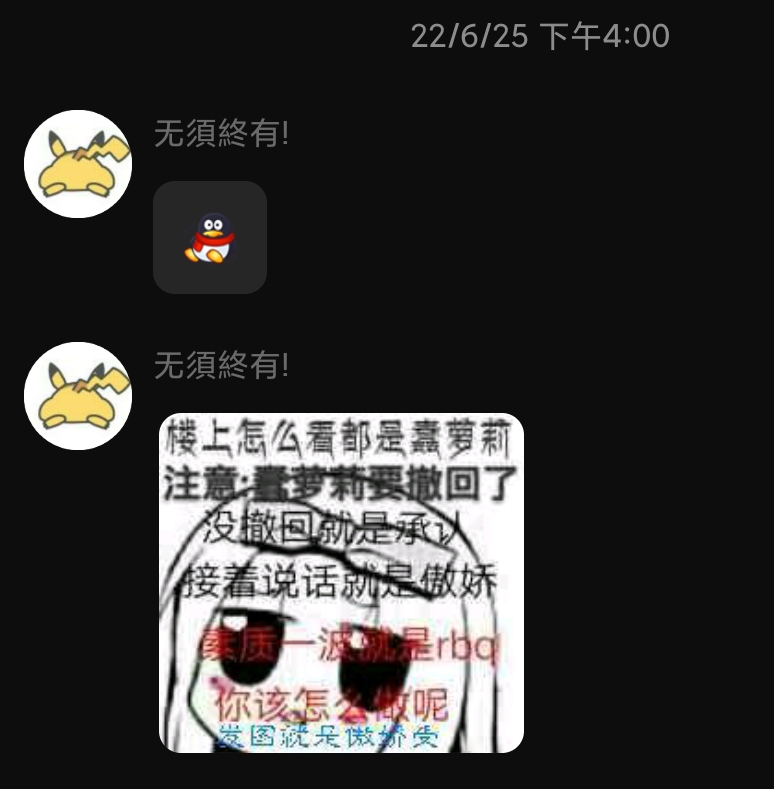 22/6/25 下午4:00
无須終有!
无須終有!
楼上怎么看都是蠢萝莉
注意:蠢萝莉要撤回了
没撤回就是承认
接着说话就是傲娇
素质一波就是rbq
你该怎么做呢
发图就是傲娇受